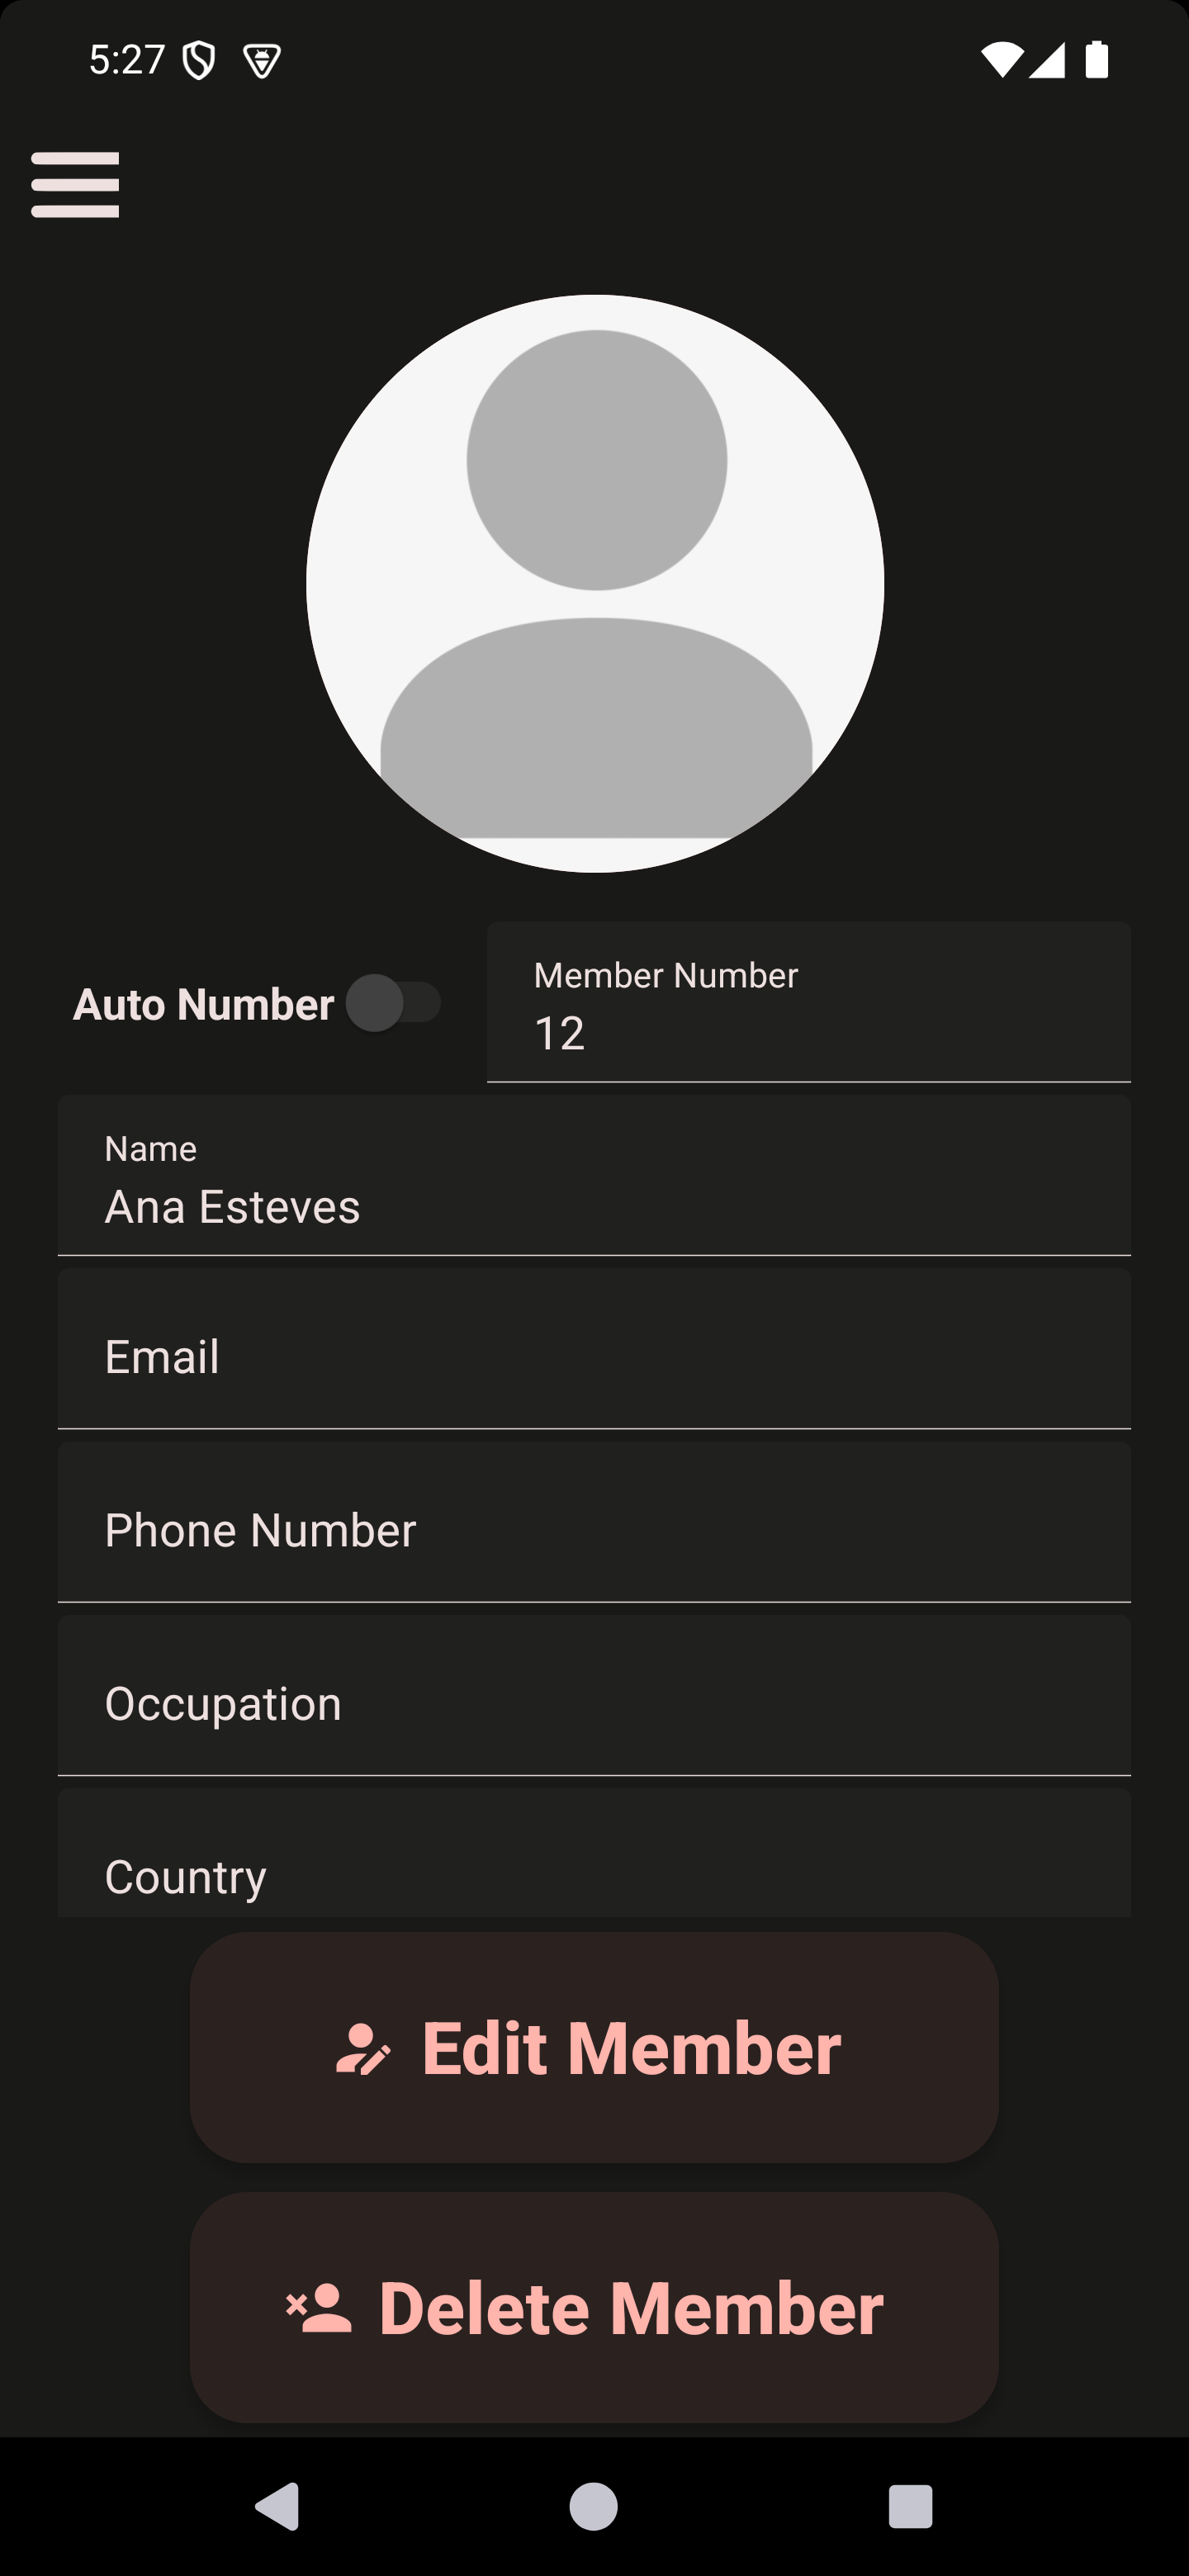 5:27
Auto Number
Member Number
12
Name
Ana Esteves
Email
Phone Number
Occupation
Country
Edit Member
Delete Member